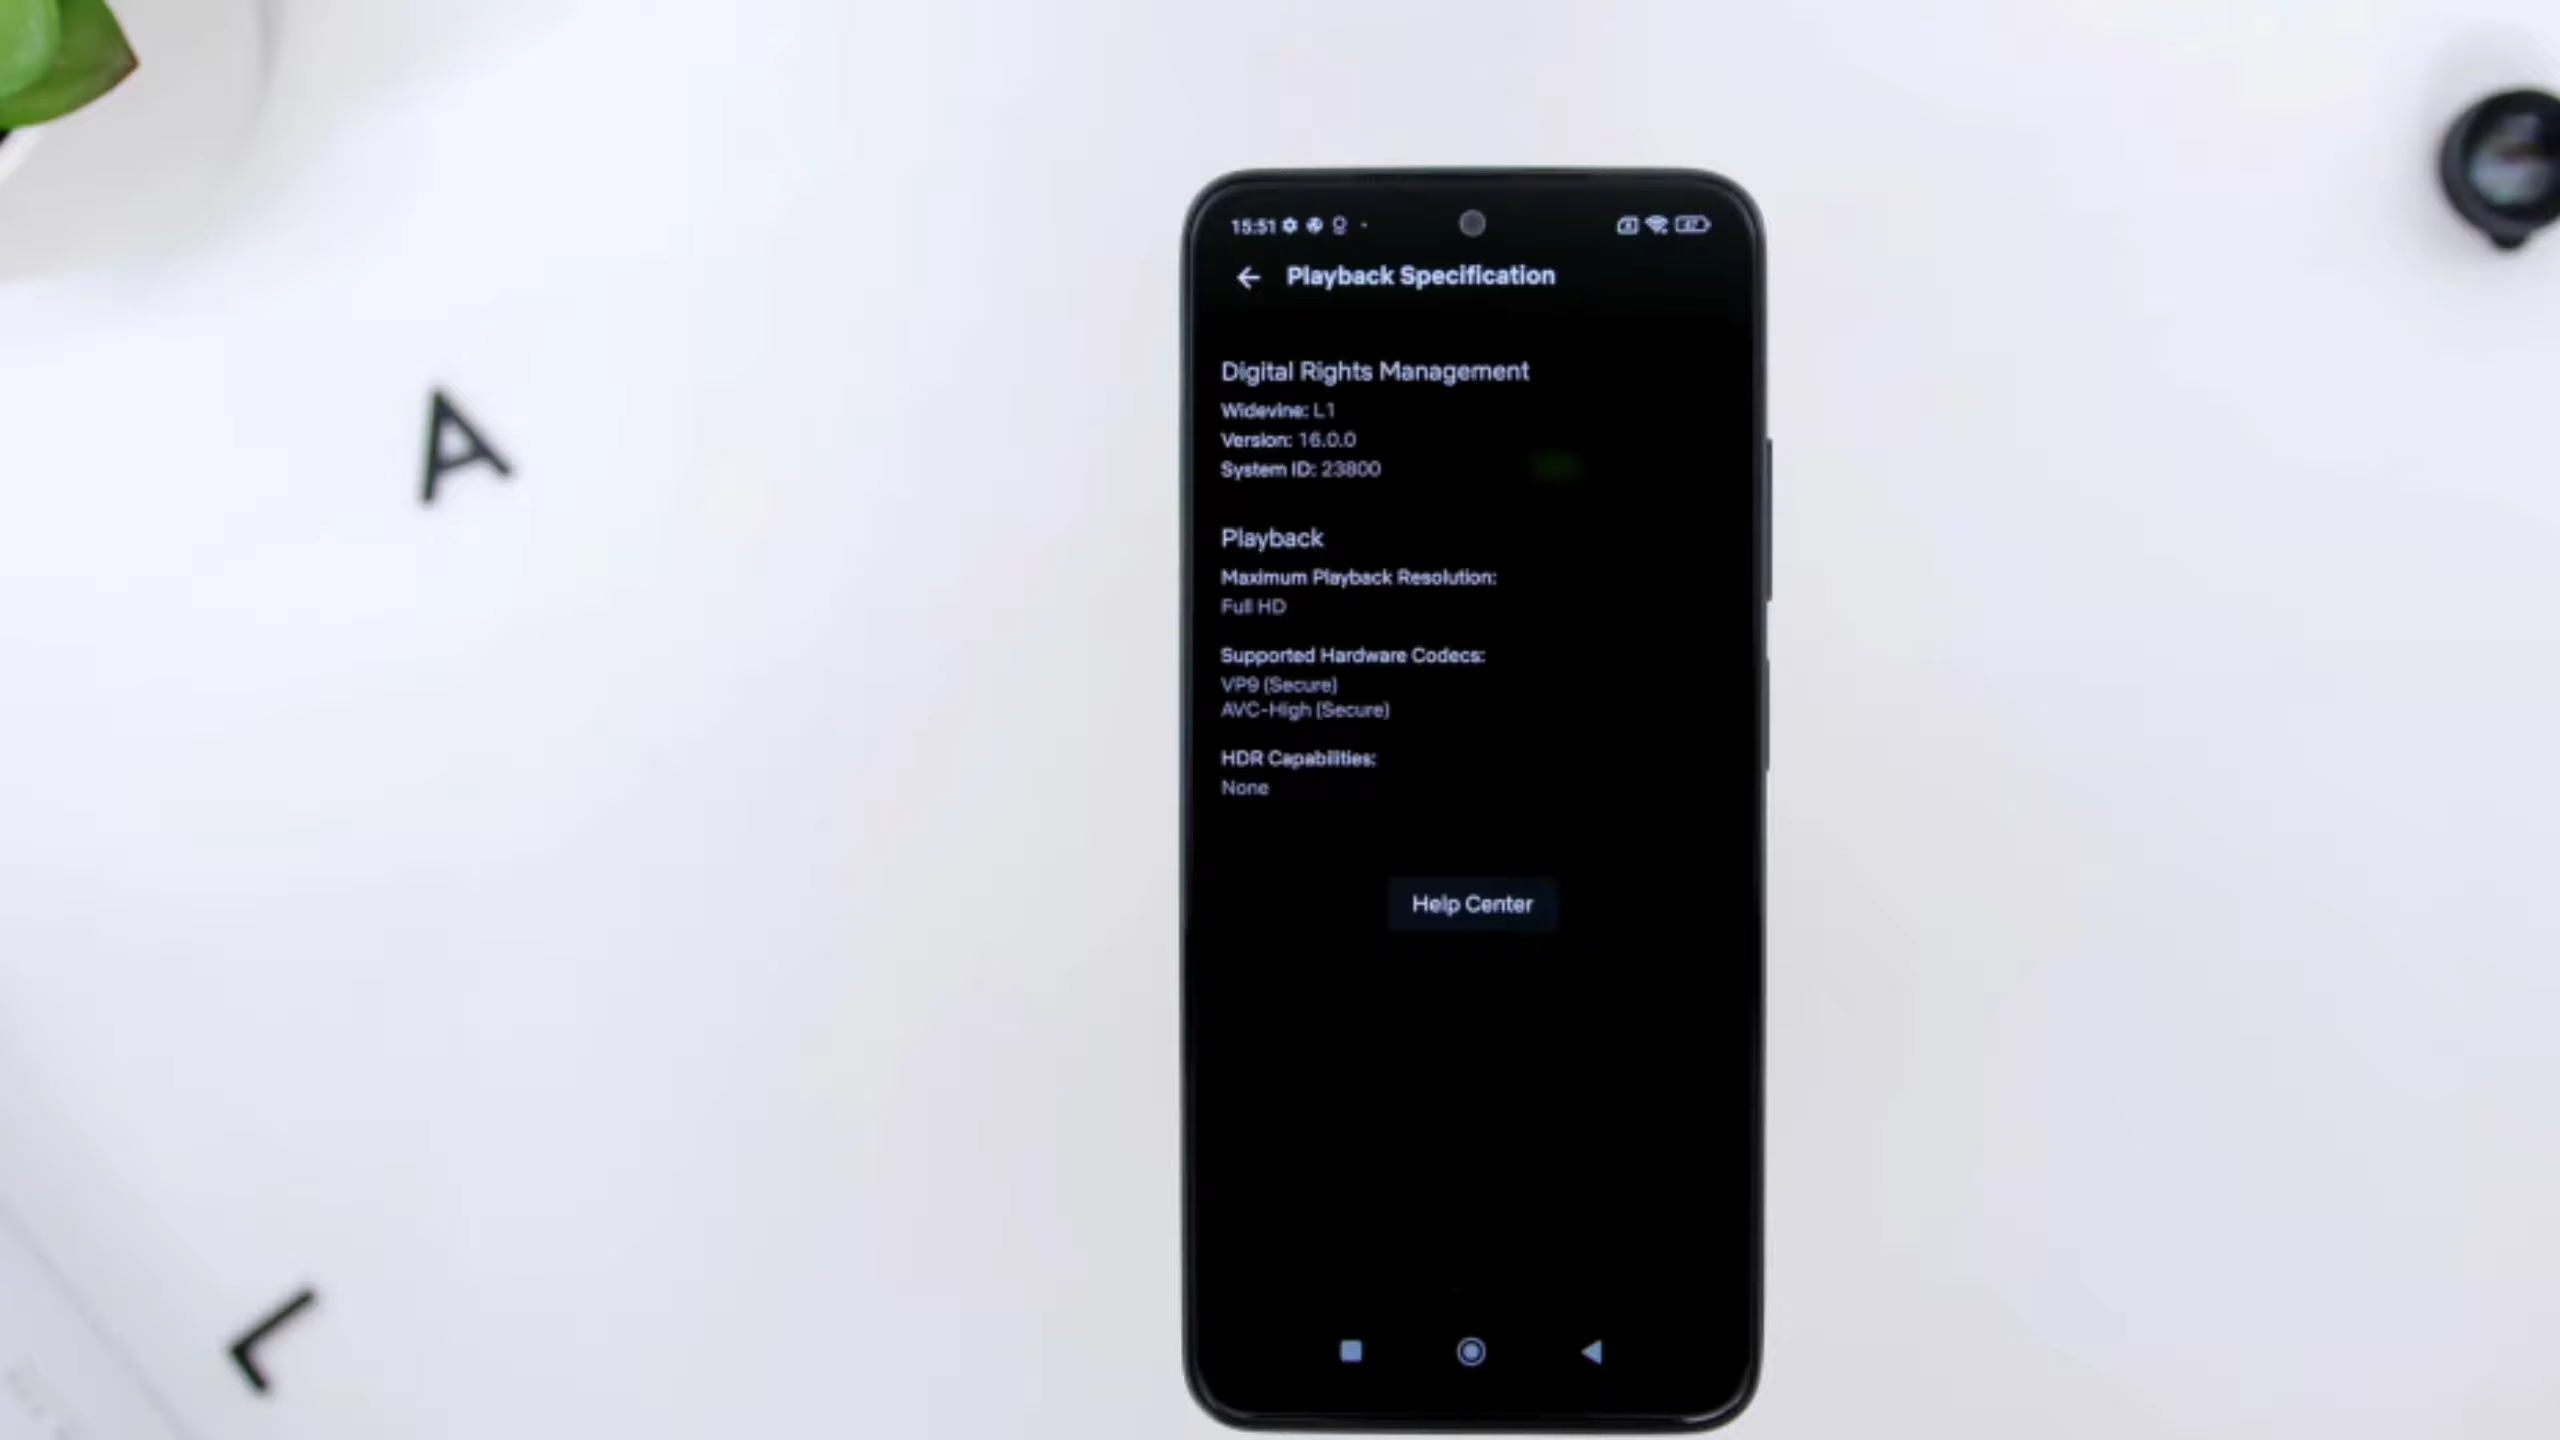 15:51
Playback Specification
Digital Rights Management
Widevine: L1
Version: 16.0.0
System ID: 23800
Playback
Maximum Playback Resolution:
Full HD
Supported Hardware Codecs:
VP9 (Secure)
AVC-High (Secure)
HDR Capabilities:
None
Help Center
A
L